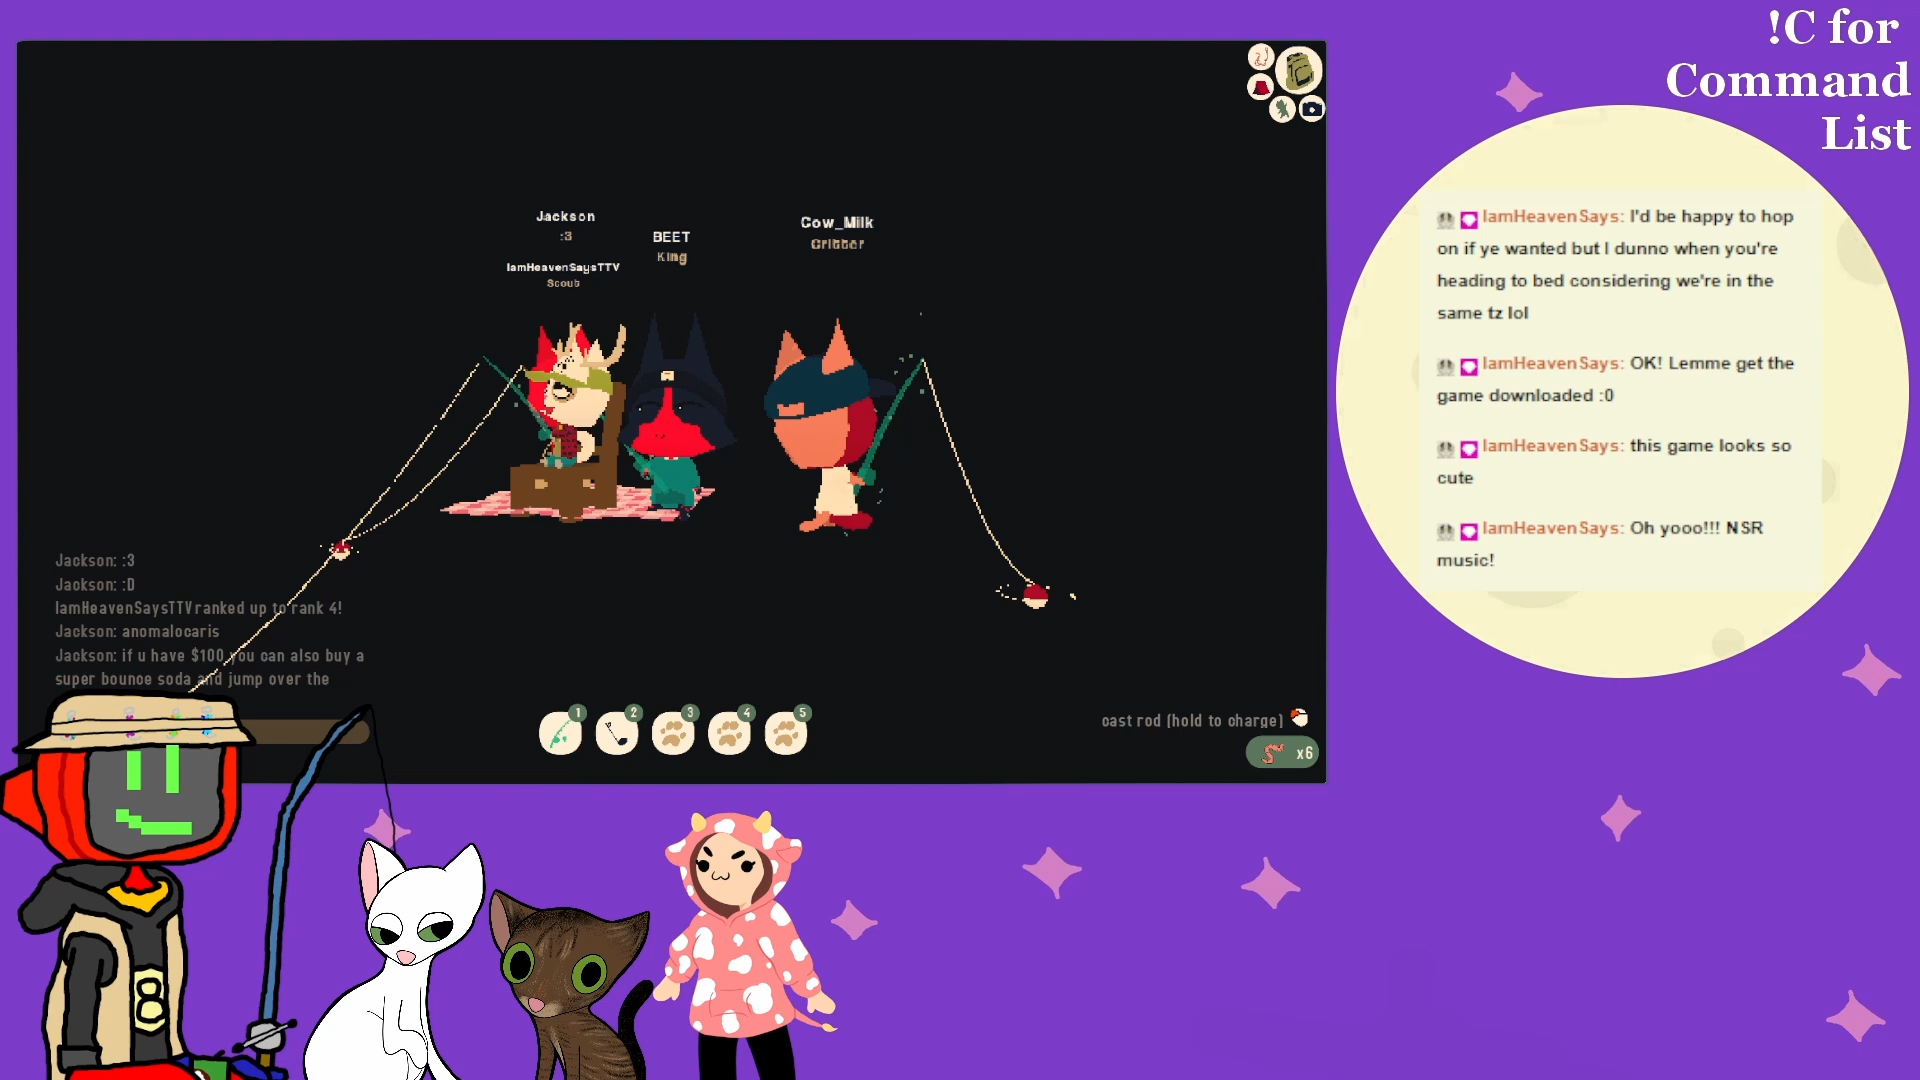 !C for
Command
List
Jackson
:3
BEET
King
Cow_Milk
Critter
IamHeavenSaysTTV
Scout
IamHeavenSays: I'd be happy to hop
on if ye wanted but I dunno when you're
heading to bed considering we're in the
same tz lol
IamHeavenSays: OK! Lemme get the
game downloaded :0
IamHeavenSays: this game looks so
cute
IamHeavenSays: Oh yooo!!! NSR
music!
Jackson: :3
Jackson: :D
IamHeavenSaysTTV ranked up to rank 4!
Jackson: anomalocaris
Jackson: if u have $100 you can also buy a
super bounce soda and jump over the
1
2
3
4
5
cast rod (hold to charge)
x6
8